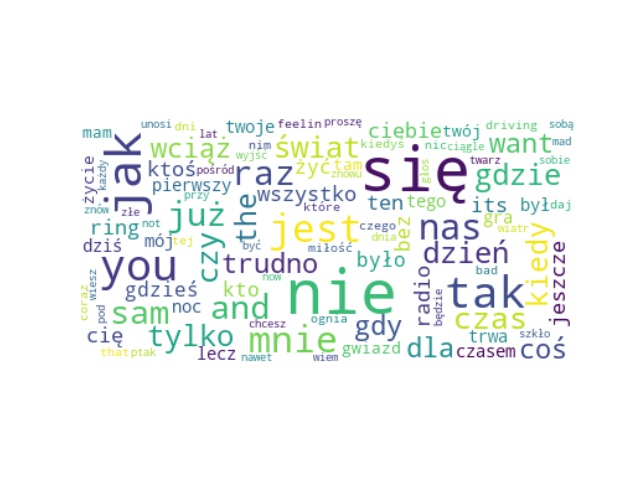 unosi dni lat twoje feelin proszę ciebie twój driving sobą
mam wciąż nim świat kiedyś nic ciągle want mad
wyjść
życie każdy jak ktoś pośród raz żyć tam znowu się głos twarz gdzie sobie
pierwszy wszystko
znów złe przy the które ten tego its był daj
ring not już jest czego bez nas gra wiatr
dziś mój tej czy być miłość dnia dzień kiedy
you trudno było bad jeszcze
gdzieś kto now nie radio będzie tak
coraz wiesz pod sam noc and chcesz ognia gdy czas
cię tylko mnie trwa szkło
that ptak lecz nawet wiem gwiazd dla czasem coś